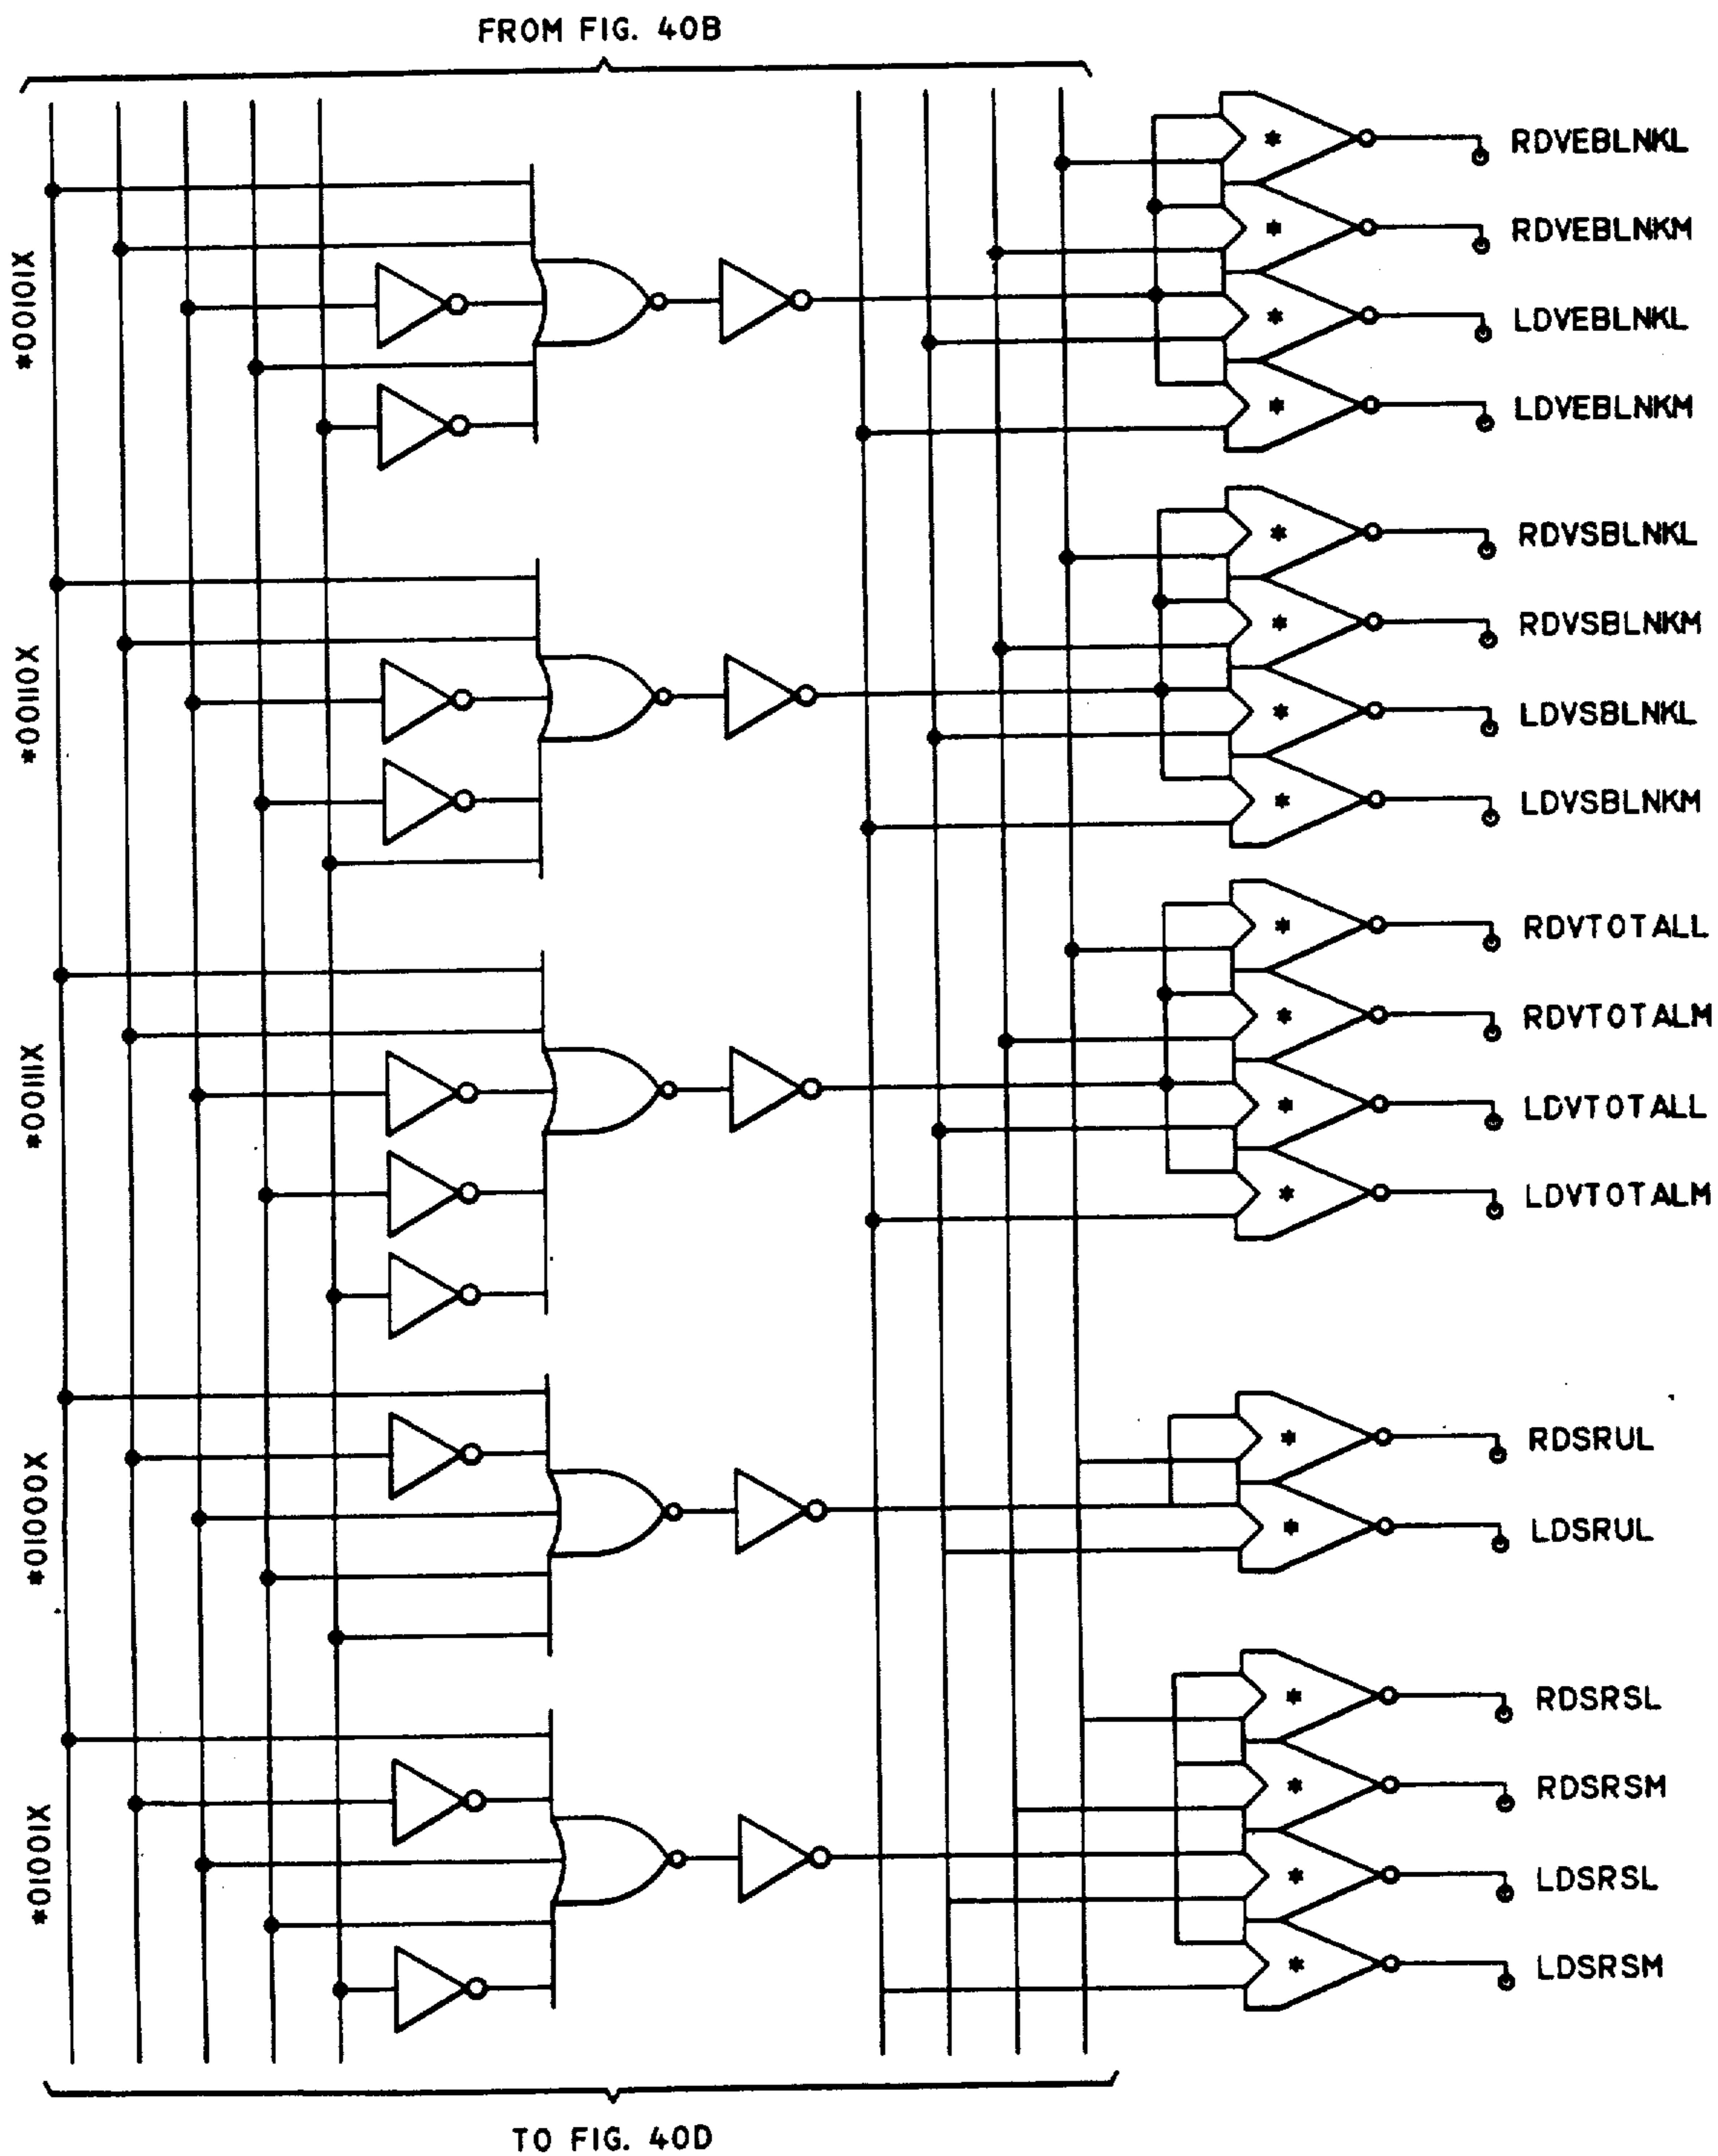 FROM FIG. 40B
*00101X
RDVEBLNKL
RDVEBLNKM
LDVEBLNKL
LDVEBLNKM
*00110X
RDVSBLNKL
RDVSBLNKM
LDVSBLNKL
LDVSBLNKM
*00111X
RDVTOTALL
RDVTOTALM
LDVTOTALL
LDVTOTALM
*01000X
RDSRUL
LDSRUL
*01001X
RDSRSL
RDSRSM
LDSRSL
LDSRSM
TO FIG. 40D